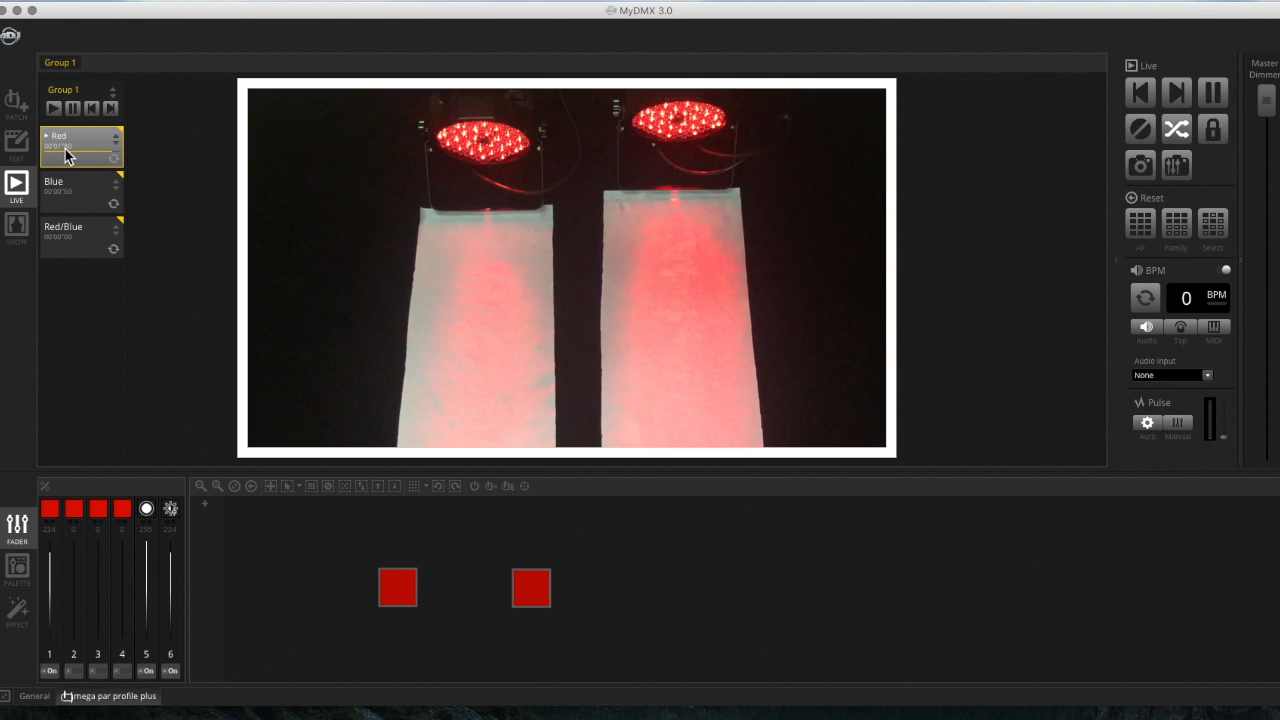 MyDMX 3.0
Group 1
PATCH
EDIT
LIVE
SHOW
Group 1
Red
Blue
00'00"60
Red/Blue
00'00"00
Live
Reset
All
Family
Select
BPM
0 BPM
Audio
Tap
MIDI
Audio Input
None
Pulse
Auto
Manual
Master
Dimmer
FADER
PALETTE
EFFECT
%
224 0 0 0 255 224
1 2 3 4 5 6
On
On
On
General
mega par profile plus